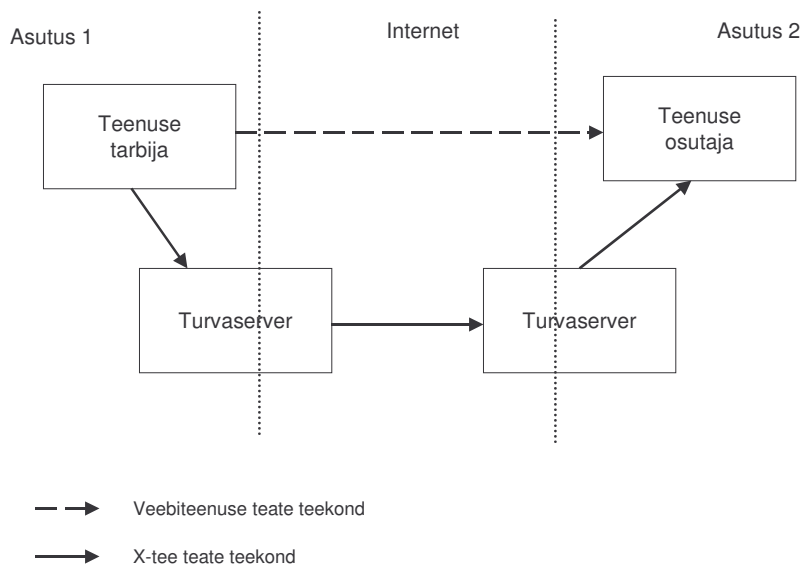 Asutus 1
Internet
Asutus 2
Teenuse
tarbija
Teenuse
osutaja
Turvaserver
Turvaserver
Veebiteenuse teate teekond
X-tee teate teekond